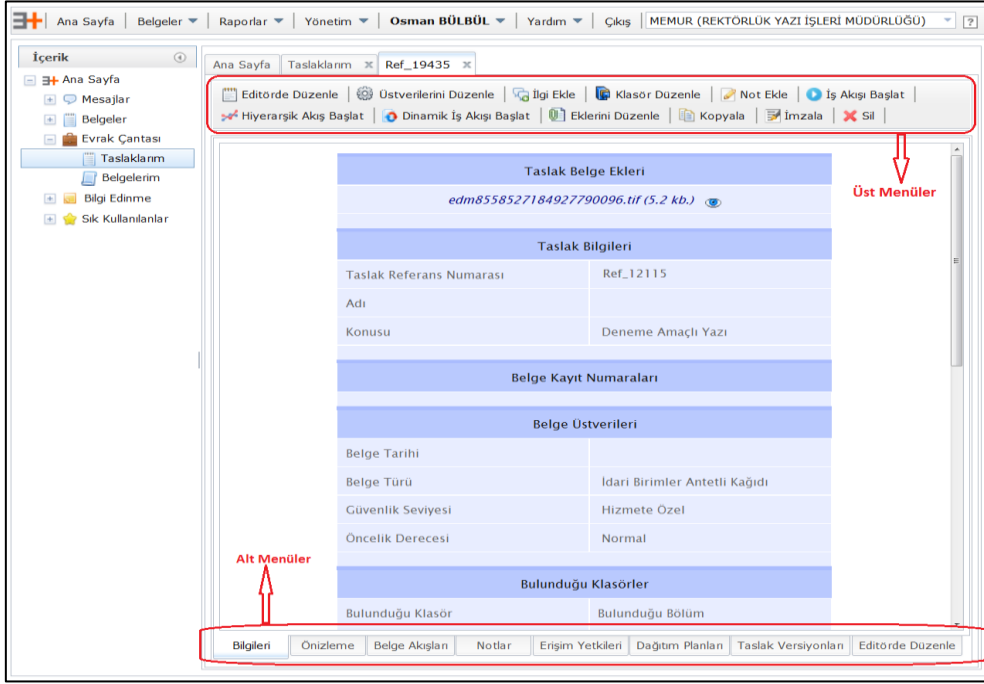 Ana Sayfa Belgeler Raporlar Yönetim Osman BÜLBÜL Yardım Çıkış MEMUR (REKTÖRLÜK YAZI İŞLERİ MÜDÜRLÜĞÜ) ?
İçerik
Ana Sayfa
Mesajlar
Belgeler
Evrak Çantası
Taslaklarım
Belgelerim
Bilgi Edinme
Sık Kullanılanlar
Ana Sayfa Taslaklarım x Ref_19435 x
Editörde Düzenle Üstverilerini Düzenle İlgi Ekle Klasör Düzenle Not Ekle İş Akışı Başlat
Hiyerarşik Akış Başlat Dinamik İş Akışı Başlat Eklerini Düzenle Kopyala İmzala Sil
Üst Menüler
Taslak Belge Ekleri
edm8558527184927790096.tif (5.2 kb.)
Taslak Bilgileri
Taslak Referans Numarası Ref_12115
Adı
Konusu Deneme Amaçlı Yazı
Belge Kayıt Numaraları
Belge Üstverileri
Belge Tarihi
Belge Türü İdari Birimler Antetli Kağıdı
Güvenlik Seviyesi Hizmete Özel
Öncelik Derecesi Normal
Bulunduğu Klasörler
Bulunduğu Klasör Bulunduğu Bölüm
Alt Menüler
Bilgileri Önizleme Belge Akışları Notlar Erişim Yetkileri Dağıtım Planları Taslak Versiyonları Editörde Düzenle